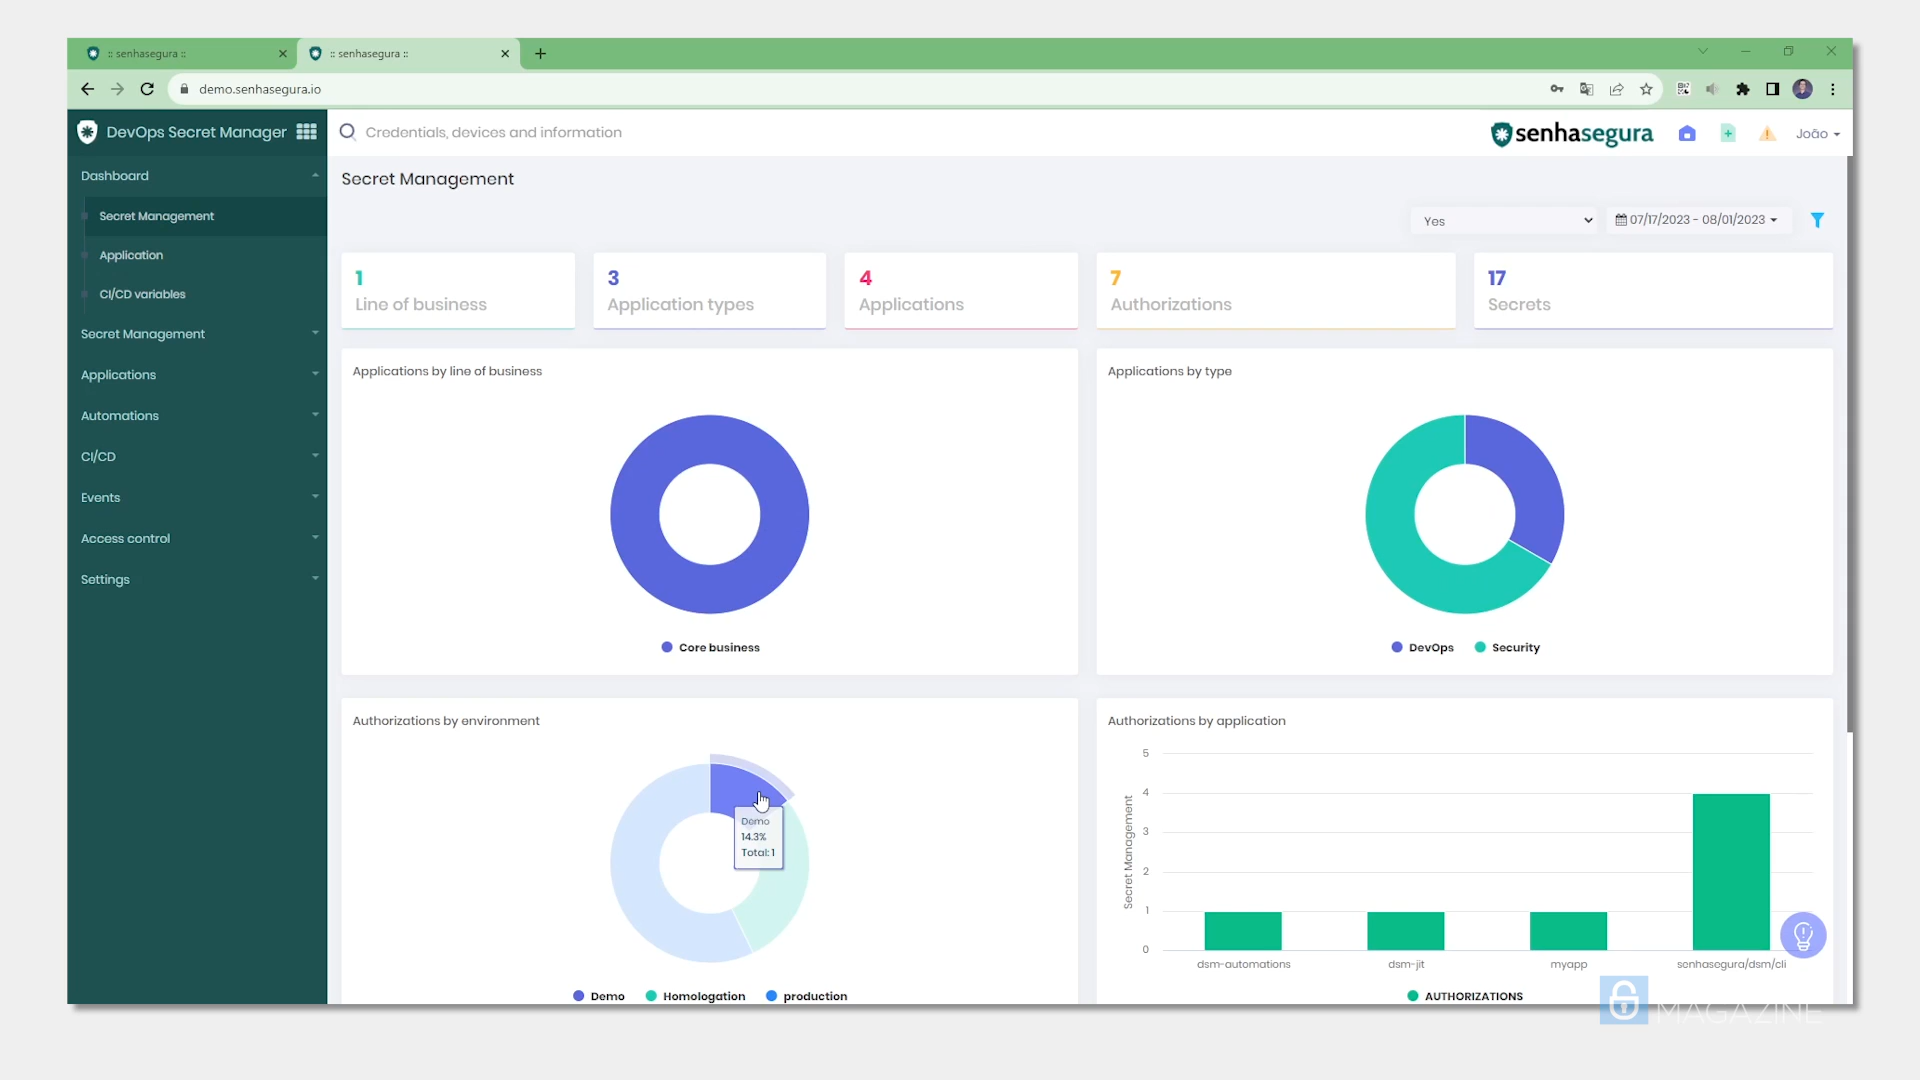 :: senhasegura ::
:: senhasegura ::
demo.senhasegura.io
DevOps Secret Manager
Credentials, devices and information
senhasegura
João
Dashboard
Secret Management
Application
CI/CD variables
Secret Management
Applications
Automations
CI/CD
Events
Access control
Settings
Secret Management
Yes
07/17/2023 - 08/01/2023
1
Line of business
3
Application types
4
Applications
7
Authorizations
17
Secrets
Applications by line of business
Core business
Applications by type
DevOps
Security
Authorizations by environment
Demo
14.3%
Total: 1
Demo
Homologation
production
Authorizations by application
Secret Management
5
4
3
2
1
0
dsm-automations
dsm-jit
myapp
senhasegura/dsm/cli
AUTHORIZATIONS
MAGAZINE